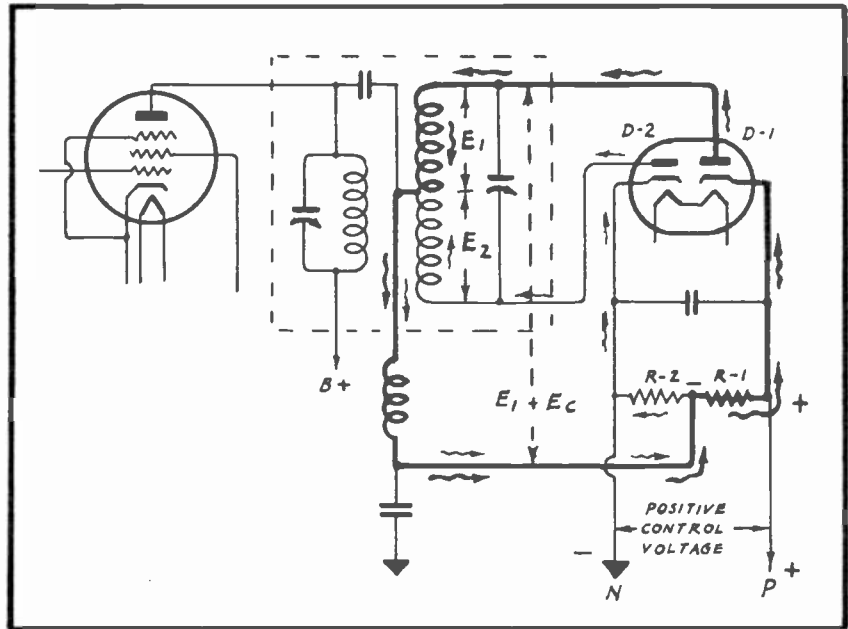 D-2
D-1
E1
E2
B+
E1 + EC
R-2
-
R-1
+
POSITIVE
CONTROL
VOLTAGE
-
N
P +